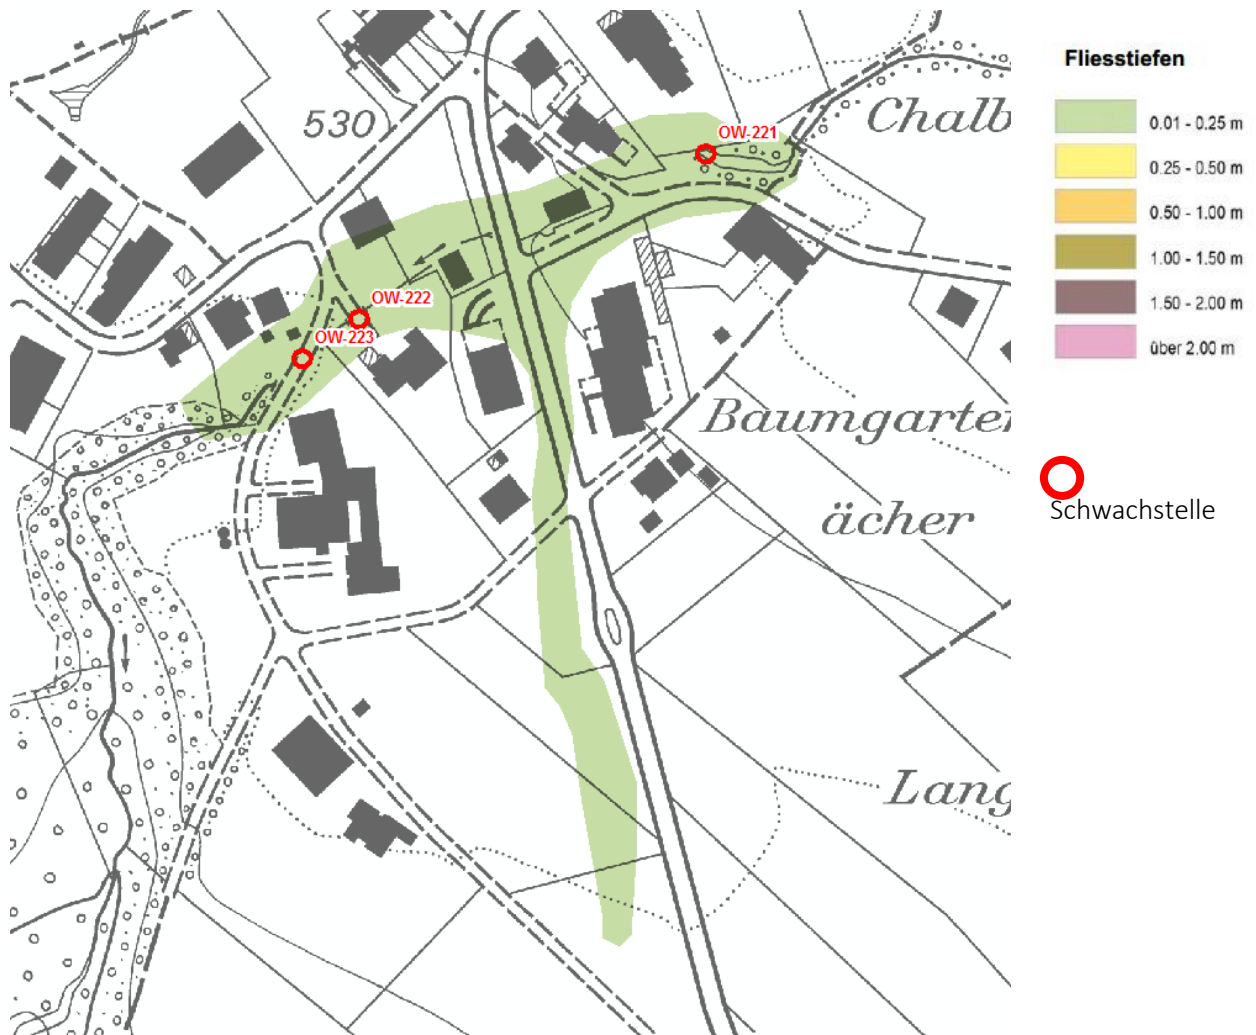 530
Chalb
OW-221
OW-222
OW-223
Baumgarten
ächer
Lang
Fliesstiefen
0.01 - 0.25 m
0.25 - 0.50 m
0.50 - 1.00 m
1.00 - 1.50 m
1.50 - 2.00 m
über 2.00 m
Schwachstelle